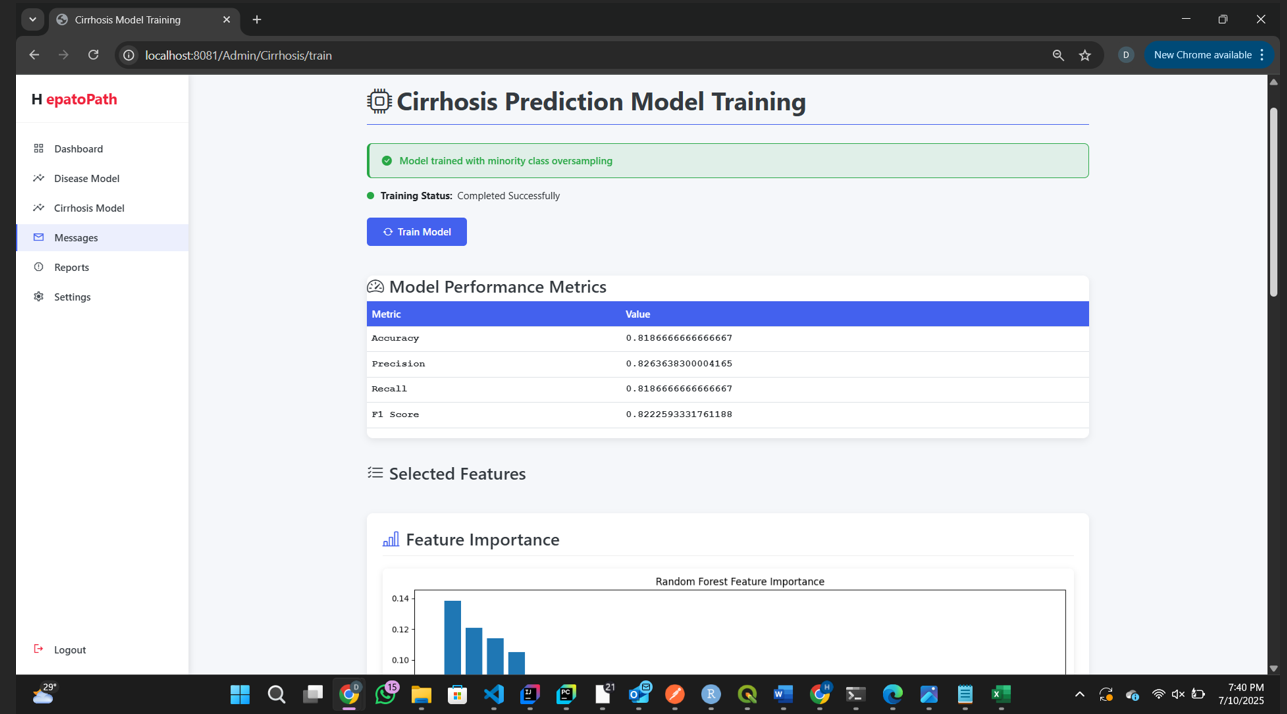 Cirrhosis Model Training
localhost:8081/Admin/Cirrhosis/train
D
New Chrome available
H epatoPath
Dashboard
Disease Model
Cirrhosis Model
Messages
Reports
Settings
Logout
Cirrhosis Prediction Model Training
Model trained with minority class oversampling
Training Status: Completed Successfully
Train Model
Model Performance Metrics
Metric Value
Accuracy 0.8186666666666667
Precision 0.8263638300004165
Recall 0.8186666666666667
F1 Score 0.8222593331761188
Selected Features
Feature Importance
Random Forest Feature Importance
0.14
0.12
0.10
29°
D
15
IJ
PC
21
R
W
H
X
7:40 PM
7/10/2025